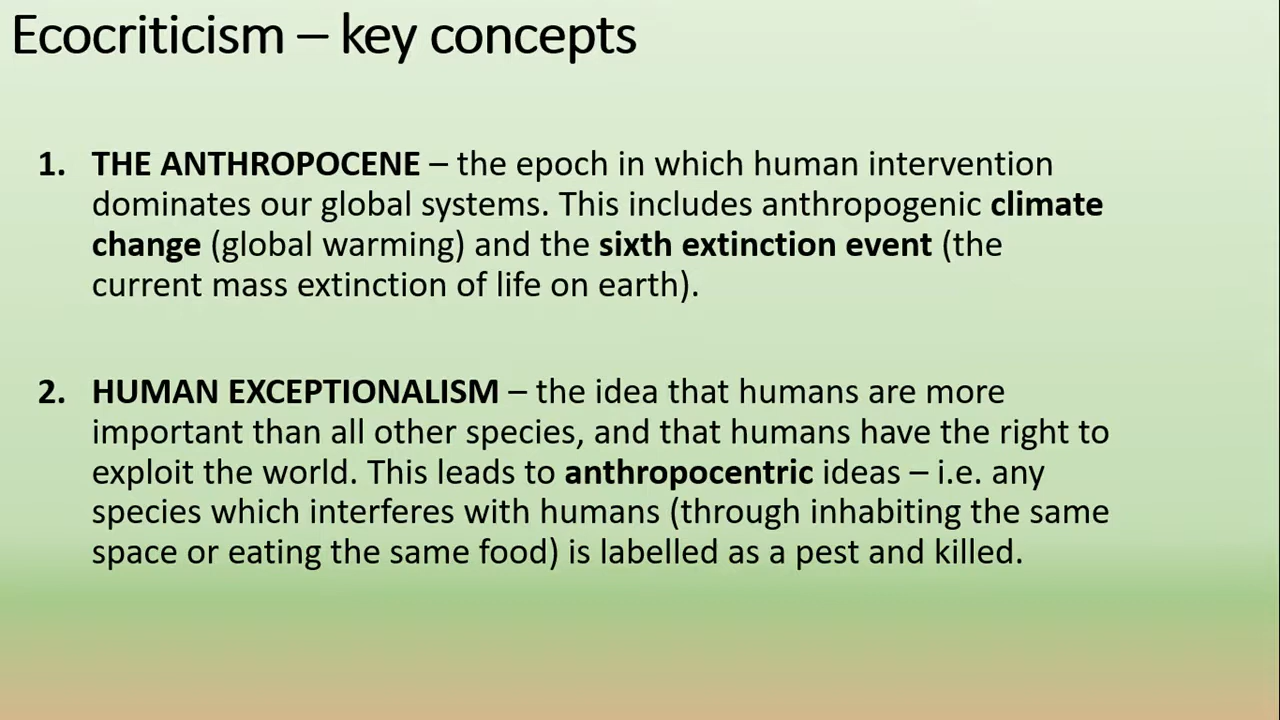 Ecocriticism – key concepts
1. THE ANTHROPOCENE – the epoch in which human intervention
dominates our global systems. This includes anthropogenic climate
change (global warming) and the sixth extinction event (the
current mass extinction of life on earth).
2. HUMAN EXCEPTIONALISM – the idea that humans are more
important than all other species, and that humans have the right to
exploit the world. This leads to anthropocentric ideas – i.e. any
species which interferes with humans (through inhabiting the same
space or eating the same food) is labelled as a pest and killed.